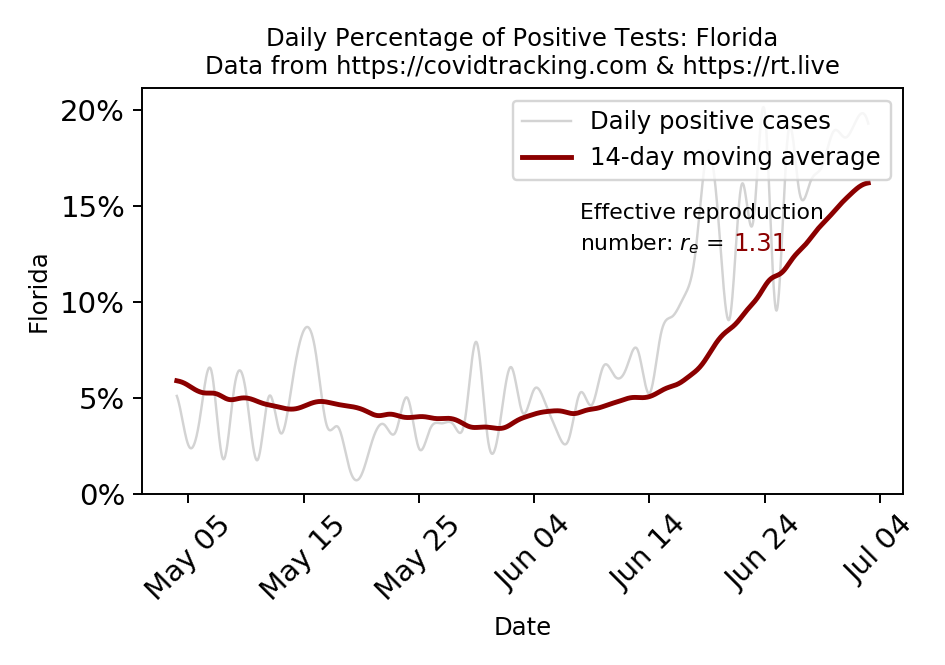 Daily Percentage of Positive Tests: Florida
Data from https://covidtracking.com & https://rt.live
20%
15%
10%
5%
0%
Florida
Daily positive cases
14-day moving average
Effective reproduction
number: rₑ = 1.31
May 05
May 15
May 25
Jun 04
Jun 14
Jun 24
Jul 04
Date